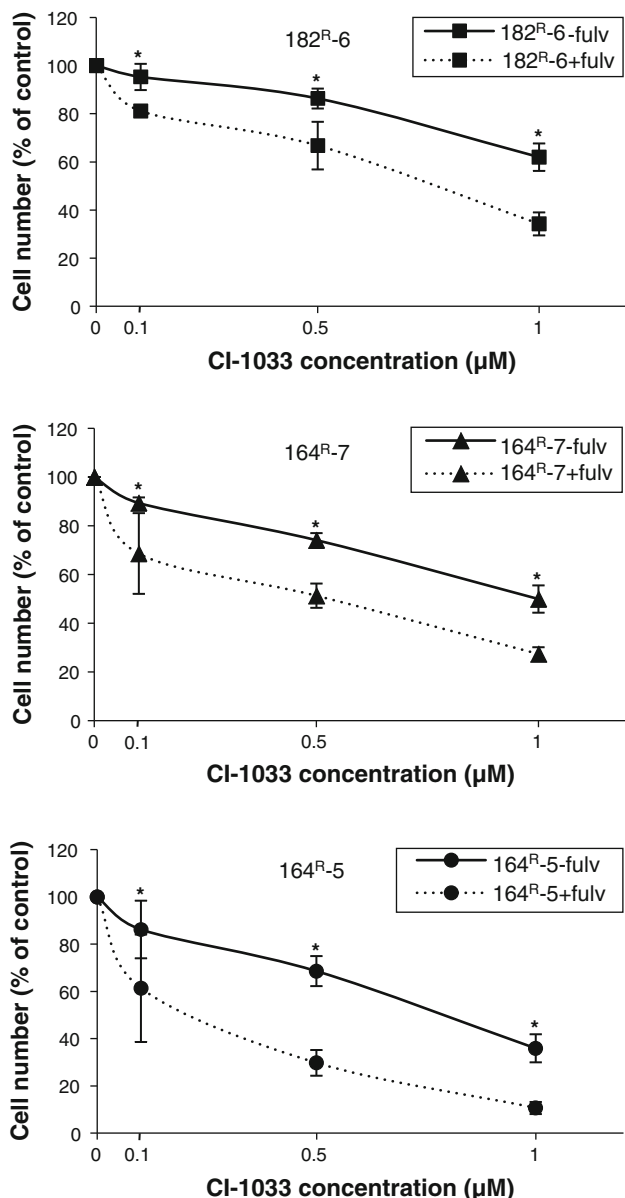 182ᴿ-6
182ᴿ-6-fulv
182ᴿ-6+fulv
Cell number (% of control)
120
100
80
60
40
20
0
* * *
0 0.1 0.5 1
CI-1033 concentration (µM)
164ᴿ-7
164ᴿ-7-fulv
164ᴿ-7+fulv
Cell number (% of control)
120
100
80
60
40
20
0
* * *
0 0.1 0.5 1
CI-1033 concentration (µM)
164ᴿ-5
164ᴿ-5-fulv
164ᴿ-5+fulv
Cell number (% of control)
120
100
80
60
40
20
0
* * *
0 0.1 0.5 1
CI-1033 concentration (µM)